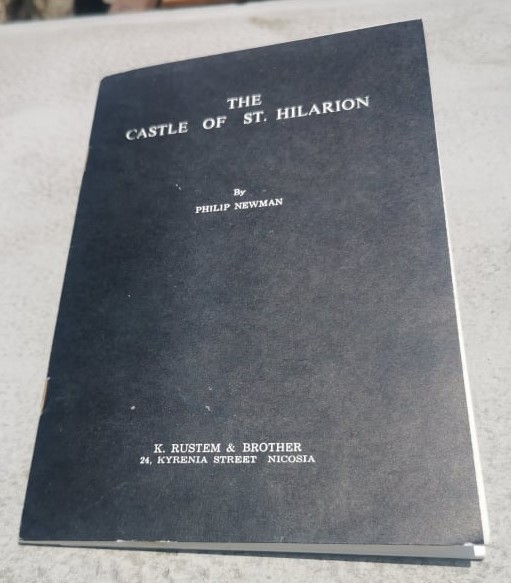 THE
CASTLE OF ST. HILARION
By
PHILIP NEWMAN
K. RUSTEM & BROTHER
24, KYRENIA STREET NICOSIA